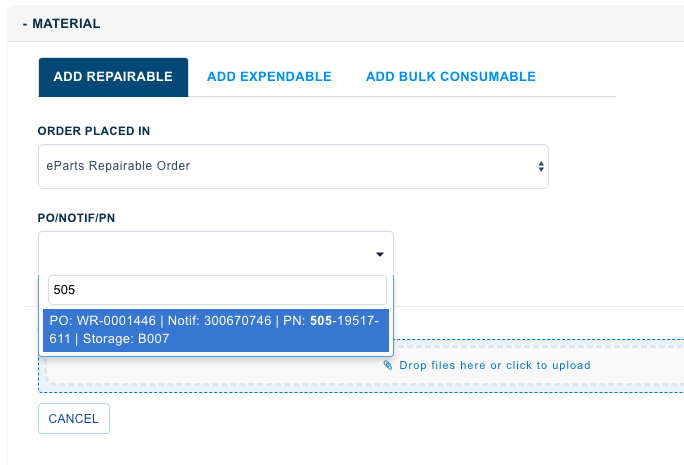 - MATERIAL
ADD REPAIRABLE ADD EXPENDABLE ADD BULK CONSUMABLE
ORDER PLACED IN
eParts Repairable Order
PO/NOTIF/PN
505
PO: WR-0001446 | Notif: 300670746 | PN: 505-19517-
611 | Storage: B007
Drop files here or click to upload
CANCEL